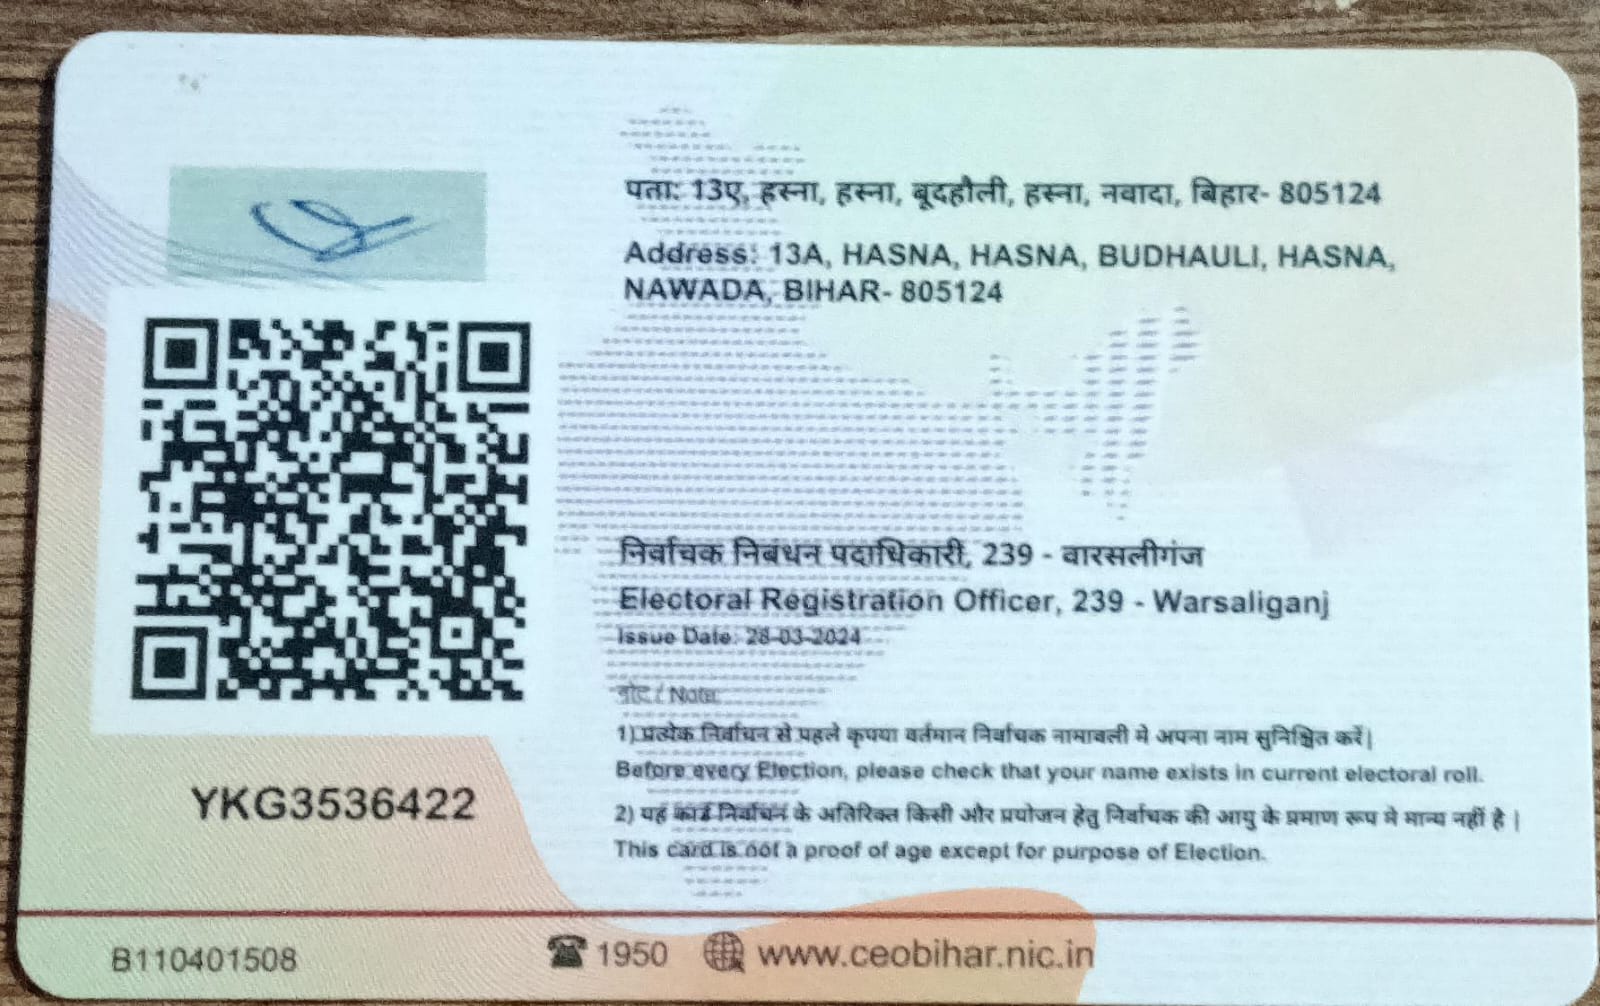 पता: 13ए, हस्ना, हस्ना, बूदहौली, हस्ना, नवादा, बिहार- 805124
Address: 13A, HASNA, HASNA, BUDHAULI, HASNA,
NAWADA, BIHAR- 805124
निर्वाचक निबंधन पदाधिकारी, 239 - वारसलीगंज
Electoral Registration Officer, 239 - Warsaliganj
Issue Date: 28-03-2024
नोट / Note:
1) प्रत्येक निर्वाचन से पहले कृपया वर्तमान निर्वाचक नामावली मे अपना नाम सुनिश्चित करें|
Before every Election, please check that your name exists in current electoral roll.
YKG3536422
2) यह कार्ड निर्वाचन के अतिरिक्त किसी और प्रयोजन हेतु निर्वाचक की आयु के प्रमाण रूप मे मान्य नहीं है |
This card is not a proof of age except for purpose of Election.
B110401508
1950
www.ceobihar.nic.in